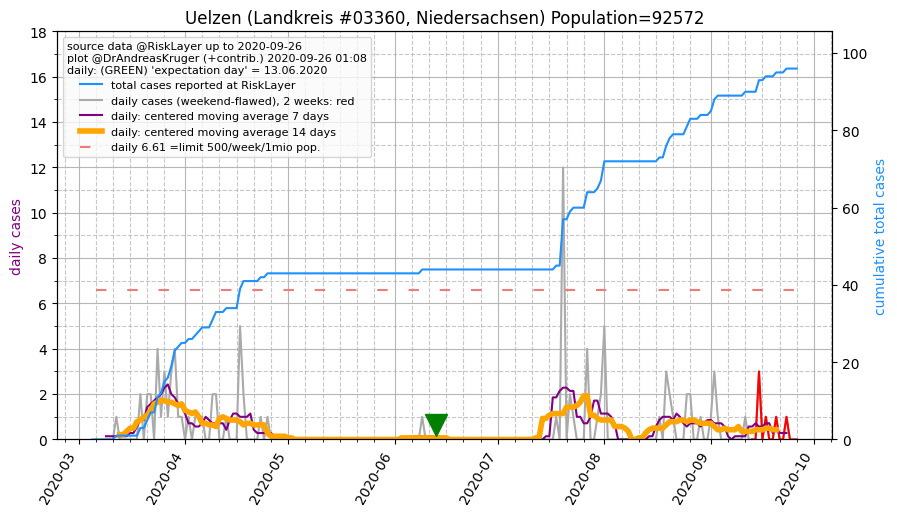 Uelzen (Landkreis #03360, Niedersachsen) Population=92572
source data @RiskLayer up to 2020-09-26
plot @DrAndreasKruger (+contrib.) 2020-09-26 01:08
daily: (GREEN) 'expectation day' = 13.06.2020
total cases reported at RiskLayer
daily cases (weekend-flawed), 2 weeks: red
daily: centered moving average 7 days
daily: centered moving average 14 days
daily 6.61 =limit 500/week/1mio pop.
daily cases
18
16
14
12
10
8
6
4
2
0
100
80
60
40
20
0
cumulative total cases
2020-03
2020-04
2020-05
2020-06
2020-07
2020-08
2020-09
2020-10